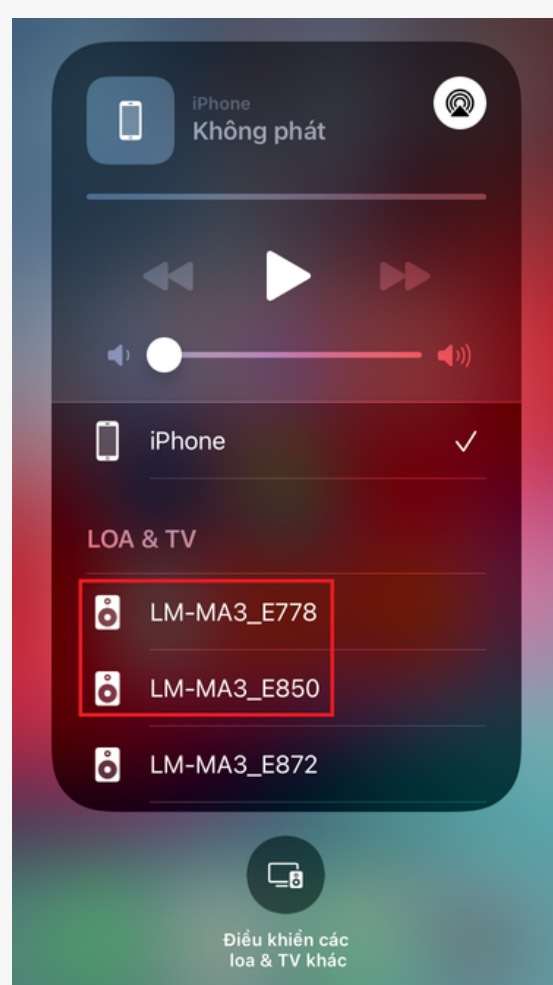 iPhone
Không phát
iPhone
LOA & TV
LM-MA3_E778
LM-MA3_E850
LM-MA3_E872
Điều khiển các
loa & TV khác